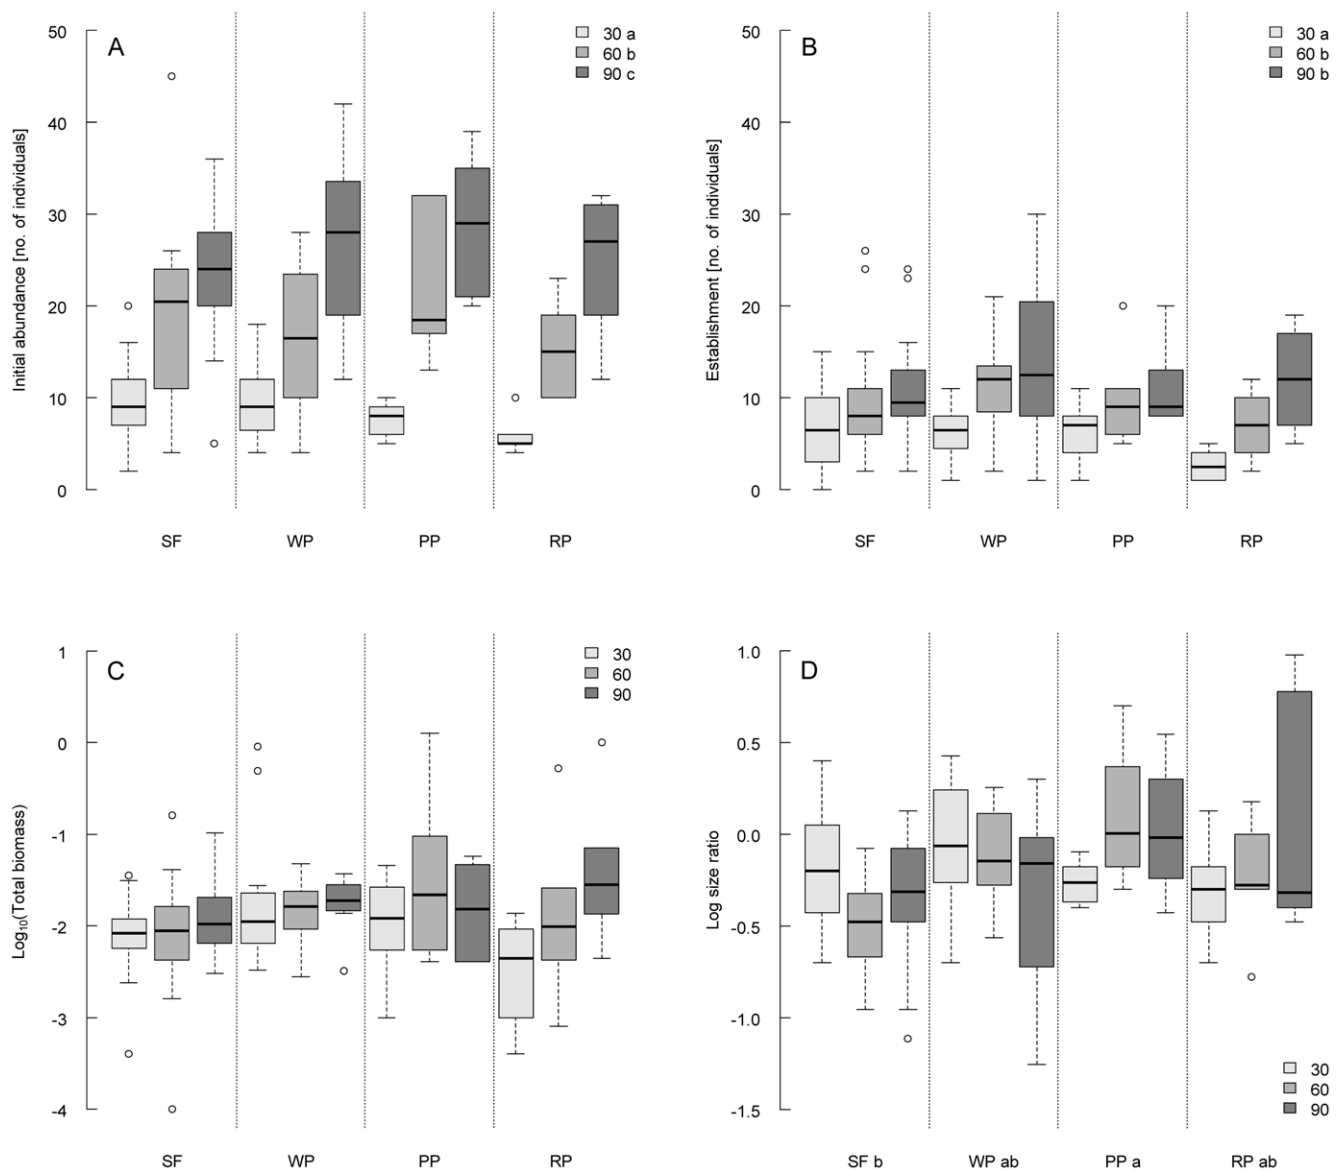 A
Initial abundance [no. of individuals]
50
40
30
20
10
0
30 a
60 b
90 c
SF
WP
PP
RP
B
Establishment [no. of individuals]
50
40
30
20
10
0
30 a
60 b
90 b
SF
WP
PP
RP
C
Log10(Total biomass)
1
0
-1
-2
-3
-4
30
60
90
SF
WP
PP
RP
D
Log size ratio
1.0
0.5
0.0
-0.5
-1.0
-1.5
30
60
90
SF b
WP ab
PP a
RP ab